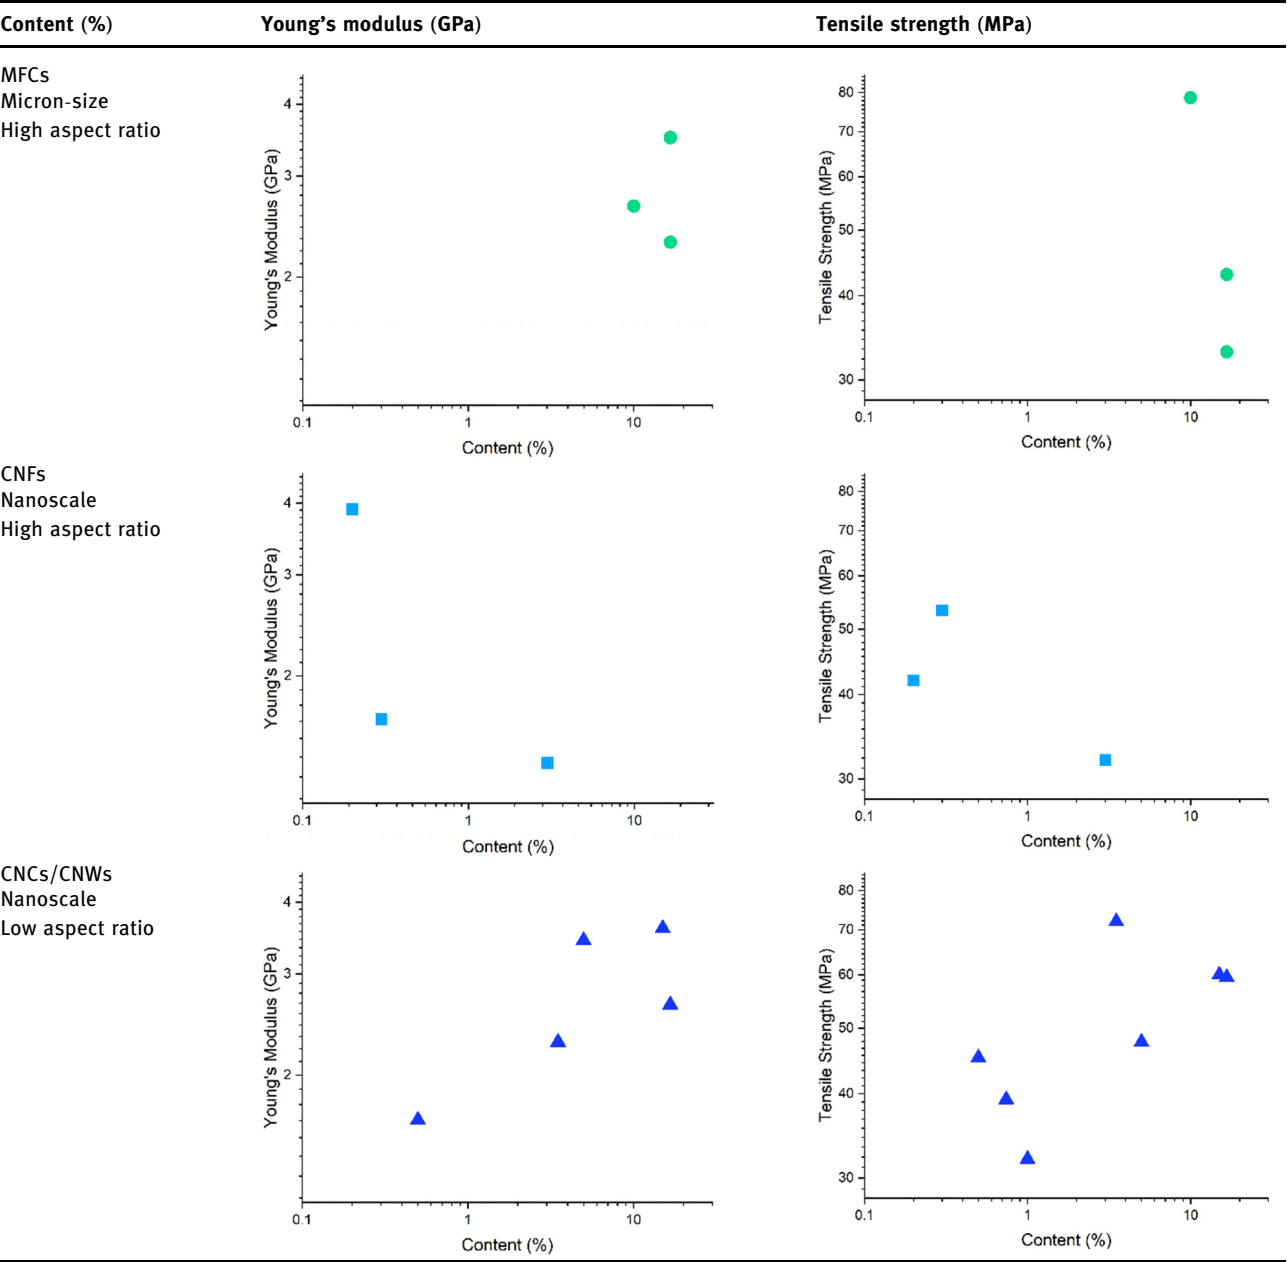 Content (%) Young's modulus (GPa) Tensile strength (MPa)
MFCs
Micron-size
High aspect ratio
Young's Modulus (GPa)
4
3
2
0.1 1 10
Content (%)
Tensile Strength (MPa)
80
70
60
50
40
30
0.1 1 10
Content (%)
CNFs
Nanoscale
High aspect ratio
Young's Modulus (GPa)
4
3
2
0.1 1 10
Content (%)
Tensile Strength (MPa)
80
70
60
50
40
30
0.1 1 10
Content (%)
CNCs/CNWs
Nanoscale
Low aspect ratio
Young's Modulus (GPa)
4
3
2
0.1 1 10
Content (%)
Tensile Strength (MPa)
80
70
60
50
40
30
0.1 1 10
Content (%)